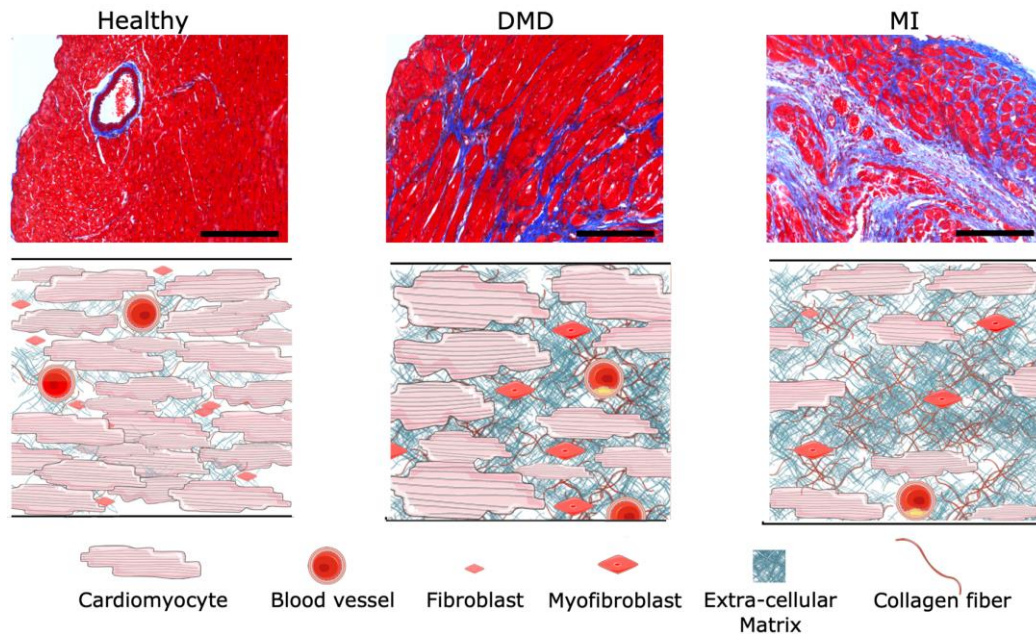 Healthy
DMD
MI
Cardiomyocyte
Blood vessel
Fibroblast
Myofibroblast
Extra-cellular
Matrix
Collagen fiber